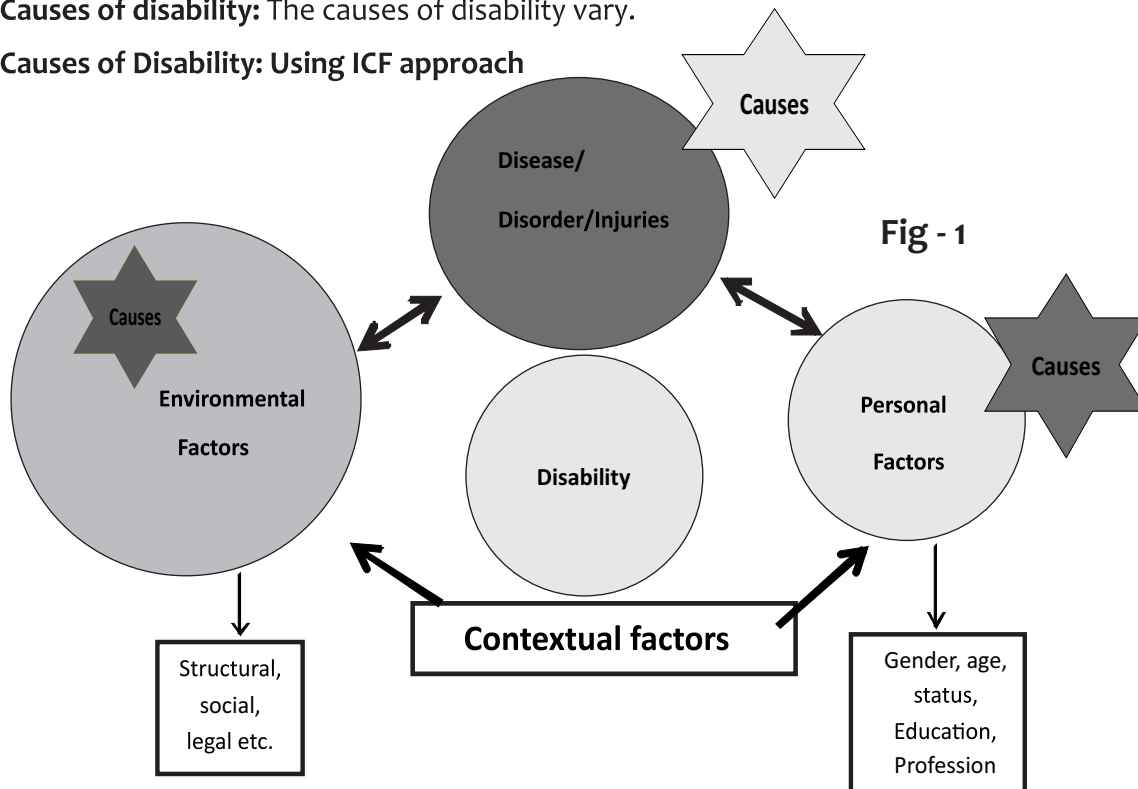 Causes of disability: The causes of disability vary.
Causes of Disability: Using ICF approach
Causes
Disease/
Disorder/Injuries
Fig - 1
Causes
Environmental
Factors
Causes
Personal
Factors
Disability
Contextual factors
Structural,
social,
legal etc.
Gender, age,
status,
Education,
Profession